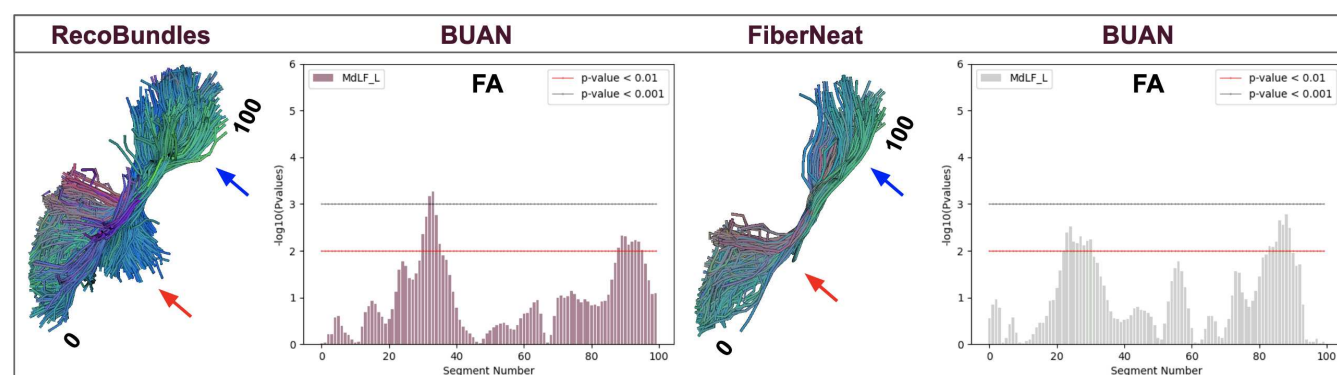 RecoBundles
BUAN
FiberNeat
BUAN
100
0
6
5
4
3
2
1
0
-log10(Pvalues)
MdLF_L
FA
p-value < 0.01
p-value < 0.001
0
20
40
60
80
100
Segment Number
100
0
6
5
4
3
2
1
0
-log10(Pvalues)
MdLF_L
FA
p-value < 0.01
p-value < 0.001
0
20
40
60
80
100
Segment Number